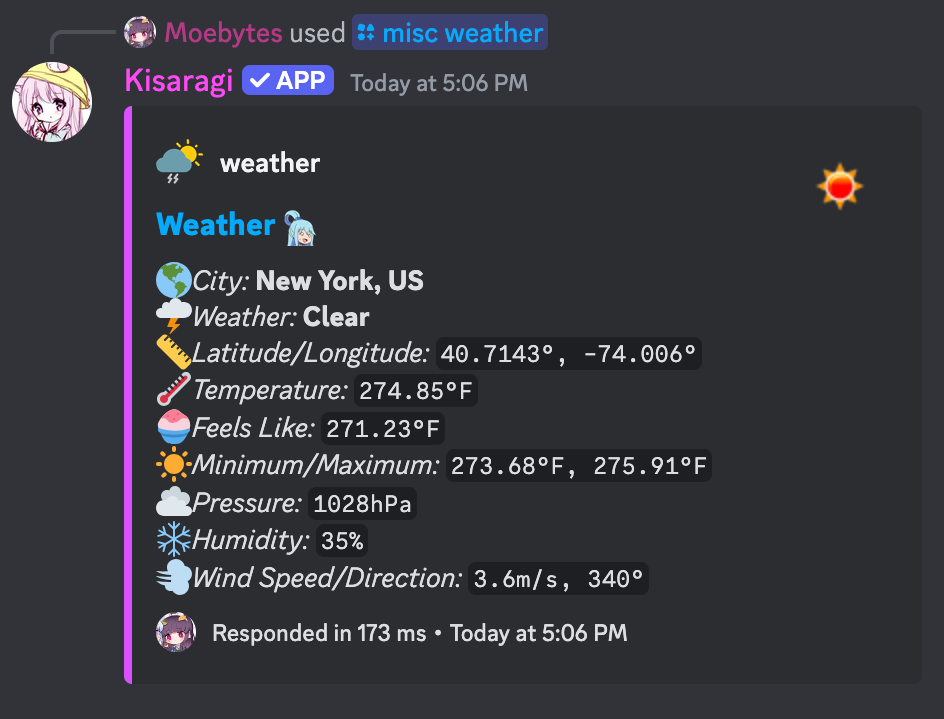 Moebytes used misc weather
Kisaragi APP Today at 5:06 PM
weather
Weather
City: New York, US
Weather: Clear
Latitude/Longitude: 40.7143°, -74.006°
Temperature: 274.85°F
Feels Like: 271.23°F
Minimum/Maximum: 273.68°F, 275.91°F
Pressure: 1028hPa
Humidity: 35%
Wind Speed/Direction: 3.6m/s, 340°
Responded in 173 ms • Today at 5:06 PM